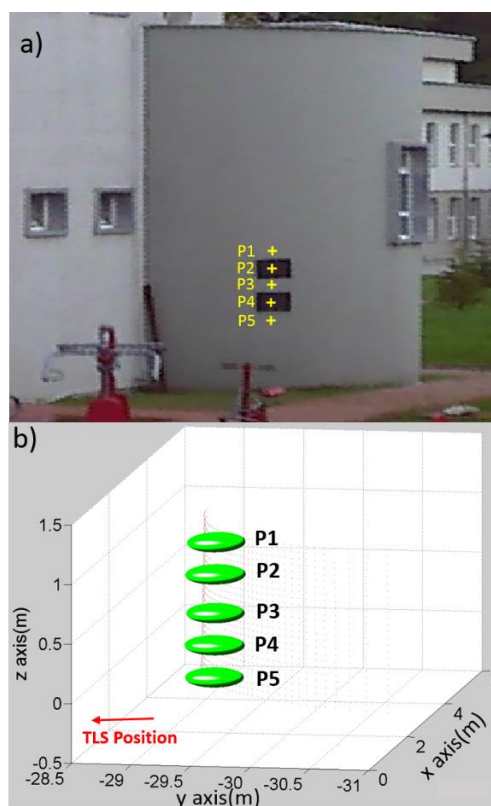 a)
P1
P2
P3
P4
P5
b)
1.5
1
0.5
0
-0.5
z axis(m)
P1
P2
P3
P4
P5
TLS Position
-28.5
-29
-29.5
-30
-30.5
-31
y axis(m)
0
2
4
x axis(m)